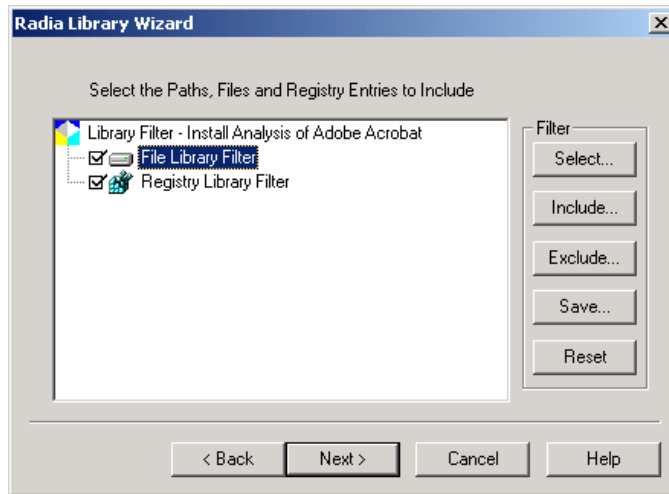 Radia Library Wizard
Select the Paths, Files and Registry Entries to Include
Library Filter - Install Analysis of Adobe Acrobat
File Library Filter
Registry Library Filter
Filter
Select...
Include...
Exclude...
Save...
Reset
< Back
Next >
Cancel
Help